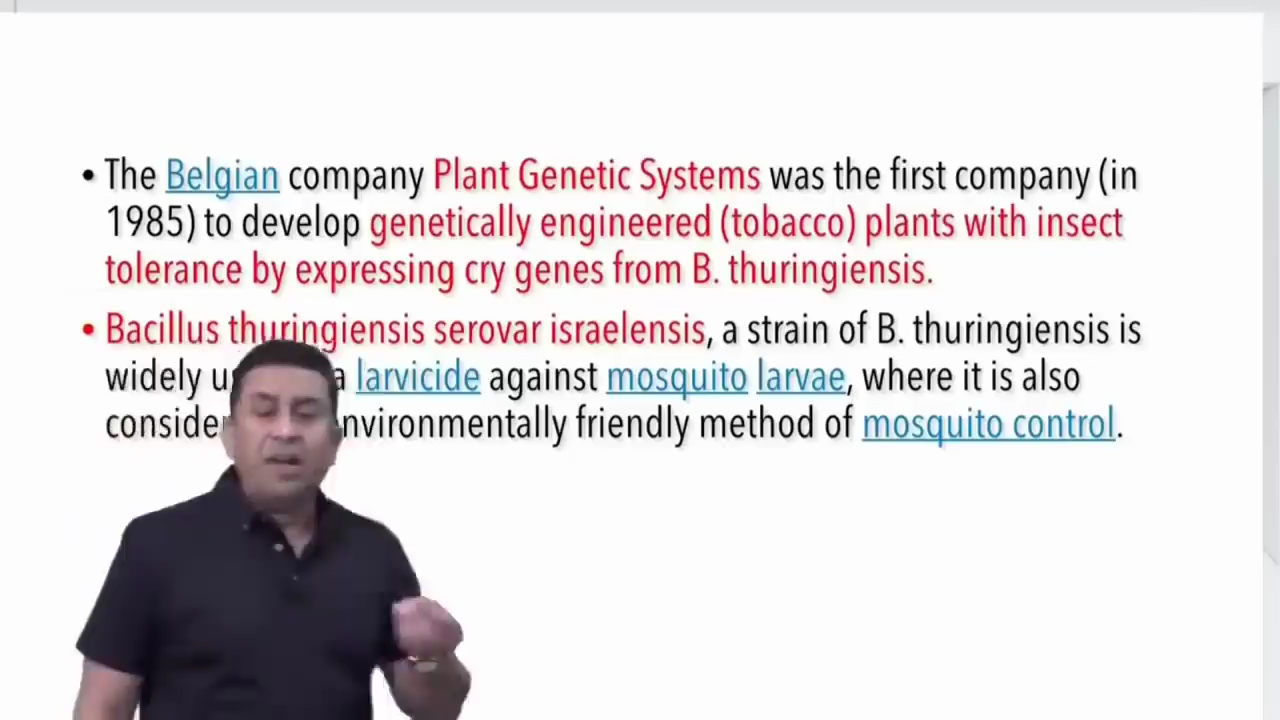 • The Belgian company Plant Genetic Systems was the first company (in
1985) to develop genetically engineered (tobacco) plants with insect
tolerance by expressing cry genes from B. thuringiensis.
• Bacillus thuringiensis serovar israelensis, a strain of B. thuringiensis is
widely a larvicide against mosquito larvae, where it is also
friendly method of mosquito control.